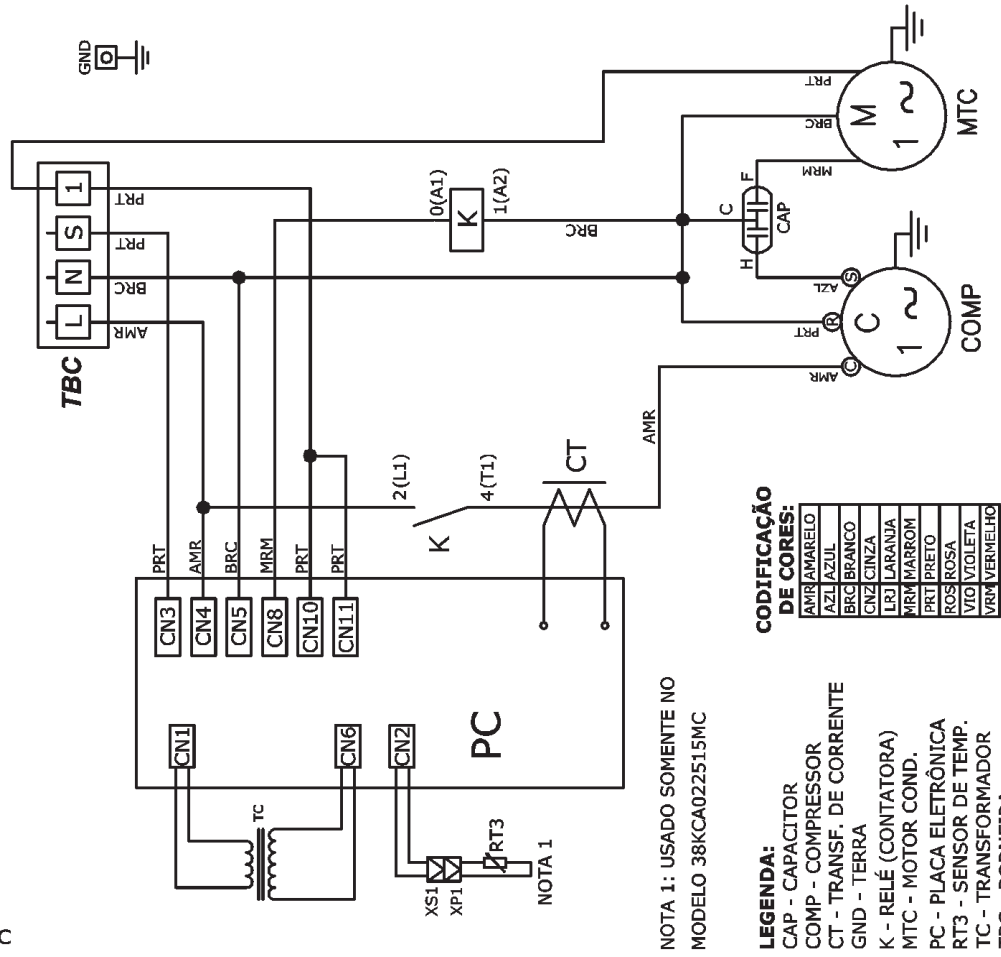 C
GND
TBC
L
N
S
1
AMR
BRC
PRT
PRT
PRT
AMR
BRC
MRM
PRT
PRT
CN3
CN4
CN5
CN8
CN10
CN11
CN1
CN6
CN2
PC
TC
XS1
XP1
RT3
NOTA 1
K
2(L1)
4(T1)
CT
AMR
0(A1)
K
1(A2)
BRC
C
H
F
CAP
PRT
BRC
MRM
M
1
MTC
AZL
PRT
AMR
S
R
C
C
1
COMP
NOTA 1: USADO SOMENTE NO
MODELO 38KCA022515MC
LEGENDA:
CAP - CAPACITOR
COMP - COMPRESSOR
CT - TRANSF. DE CORRENTE
GND - TERRA
K - RELÉ (CONTATORA)
MTC - MOTOR COND.
PC - PLACA ELETRÔNICA
RT3 - SENSOR DE TEMP.
TC - TRANSFORMADOR
CODIFICAÇÃO
DE CORES:
AMR AMARELO
AZL AZUL
BRC BRANCO
CNZ CINZA
LRJ LARANJA
MRM MARROM
PRT PRETO
ROS ROSA
VIO VIOLETA
VRM VERMELHO